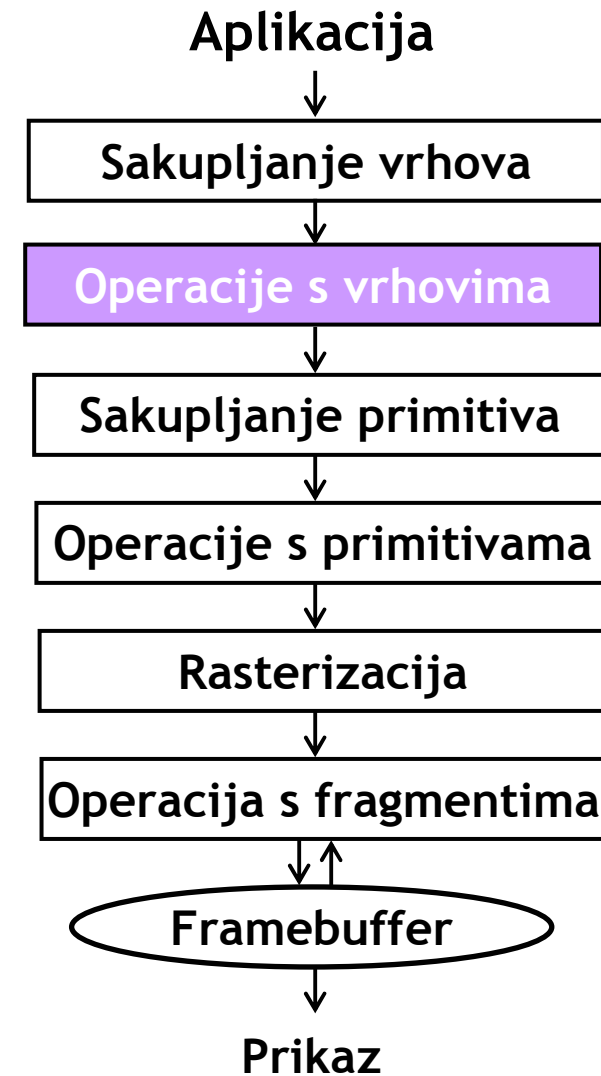 Aplikacija
Sakupljanje vrhova
Operacije s vrhovima
Sakupljanje primitiva
Operacije s primitivama
Rasterizacija
Operacija s fragmentima
Framebuffer
Prikaz